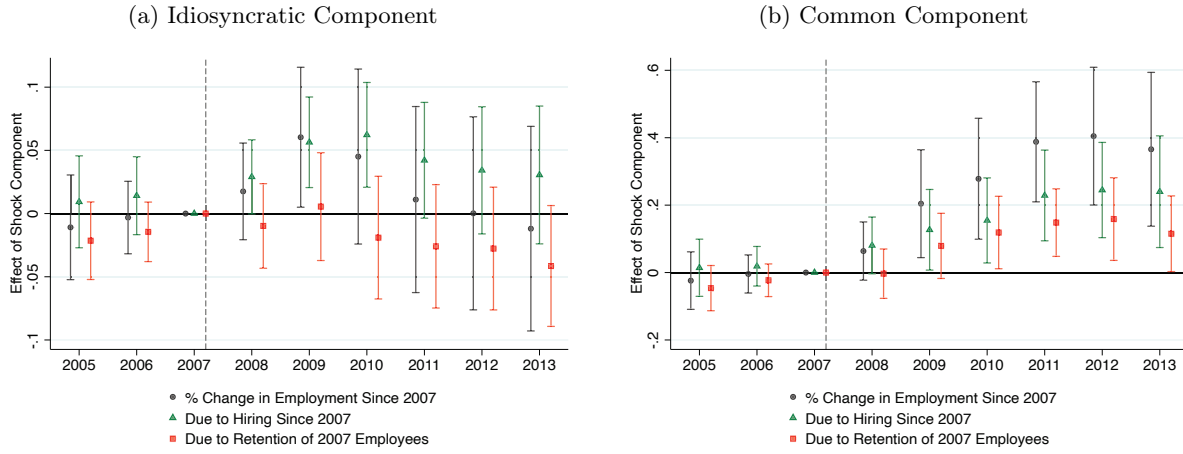 (a) Idiosyncratic Component
Effect of Shock Component
.1
.05
0
-.05
-.1
2005 2006 2007 2008 2009 2010 2011 2012 2013
% Change in Employment Since 2007
Due to Hiring Since 2007
Due to Retention of 2007 Employees
(b) Common Component
Effect of Shock Component
.6
.4
.2
0
-.2
2005 2006 2007 2008 2009 2010 2011 2012 2013
% Change in Employment Since 2007
Due to Hiring Since 2007
Due to Retention of 2007 Employees